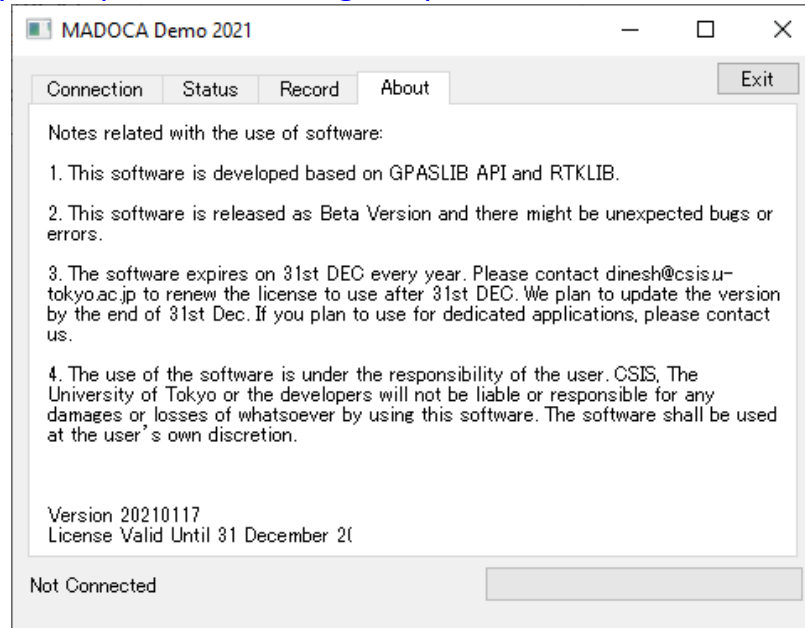 MADOCA Demo 2021
Connection Status Record About Exit
Notes related with the use of software:
1. This software is developed based on GPASLIB API and RTKLIB.
2. This software is released as Beta Version and there might be unexpected bugs or
errors.
3. The software expires on 31st DEC every year. Please contact dinesh@csis.u-
tokyo.ac.jp to renew the license to use after 31st DEC. We plan to update the version
by the end of 31st Dec. If you plan to use for dedicated applications, please contact
us.
4. The use of the software is under the responsibility of the user. CSIS, The
University of Tokyo or the developers will not be liable or responsible for any
damages or losses of whatsoever by using this software. The software shall be used
at the user's own discretion.
Version 20210117
License Valid Until 31 December
Not Connected